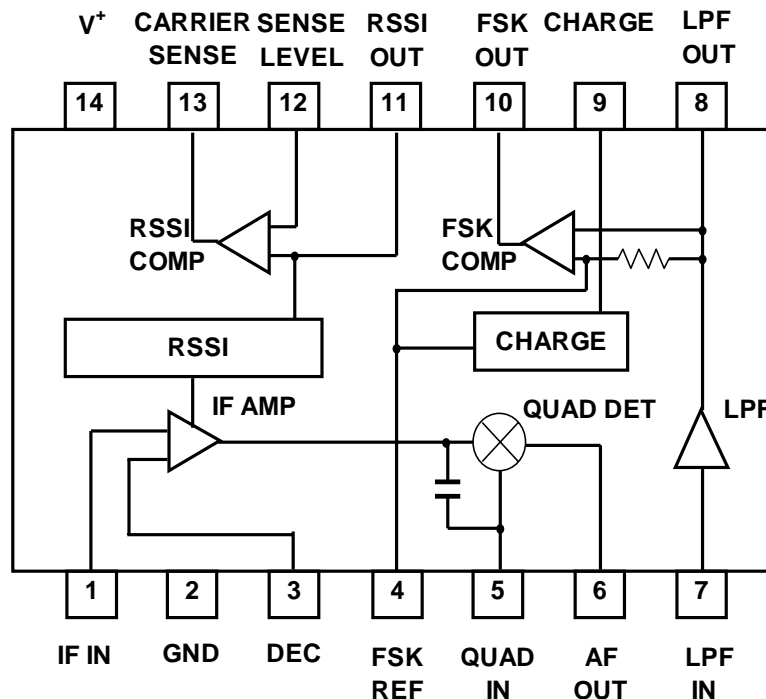 V+
CARRIER SENSE
SENSE LEVEL
RSSI OUT
FSK OUT
CHARGE
LPF OUT
14
13
12
11
10
9
8
RSSI COMP
FSK COMP
RSSI
CHARGE
IF AMP
QUAD DET
LPF
1
2
3
4
5
6
7
IF IN
GND
DEC
FSK REF
QUAD IN
AF OUT
LPF IN